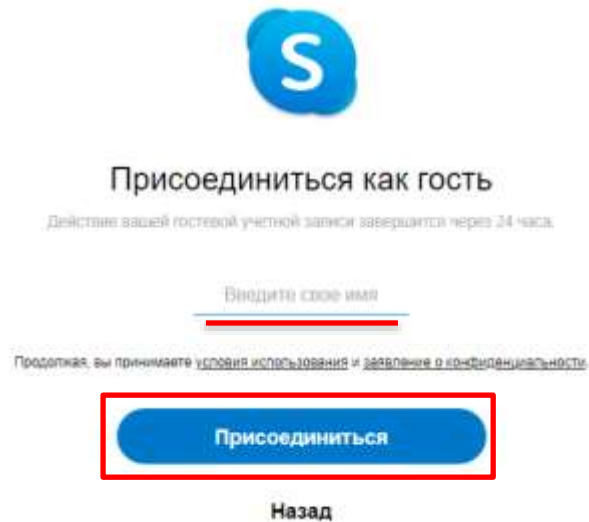 S
Присоединиться как гость
Действие вашей гостевой учетной записи завершится через 24 часа.
Введите свое имя
Продолжая, вы принимаете условия использования и заявление о конфиденциальности.
Присоединиться
Назад